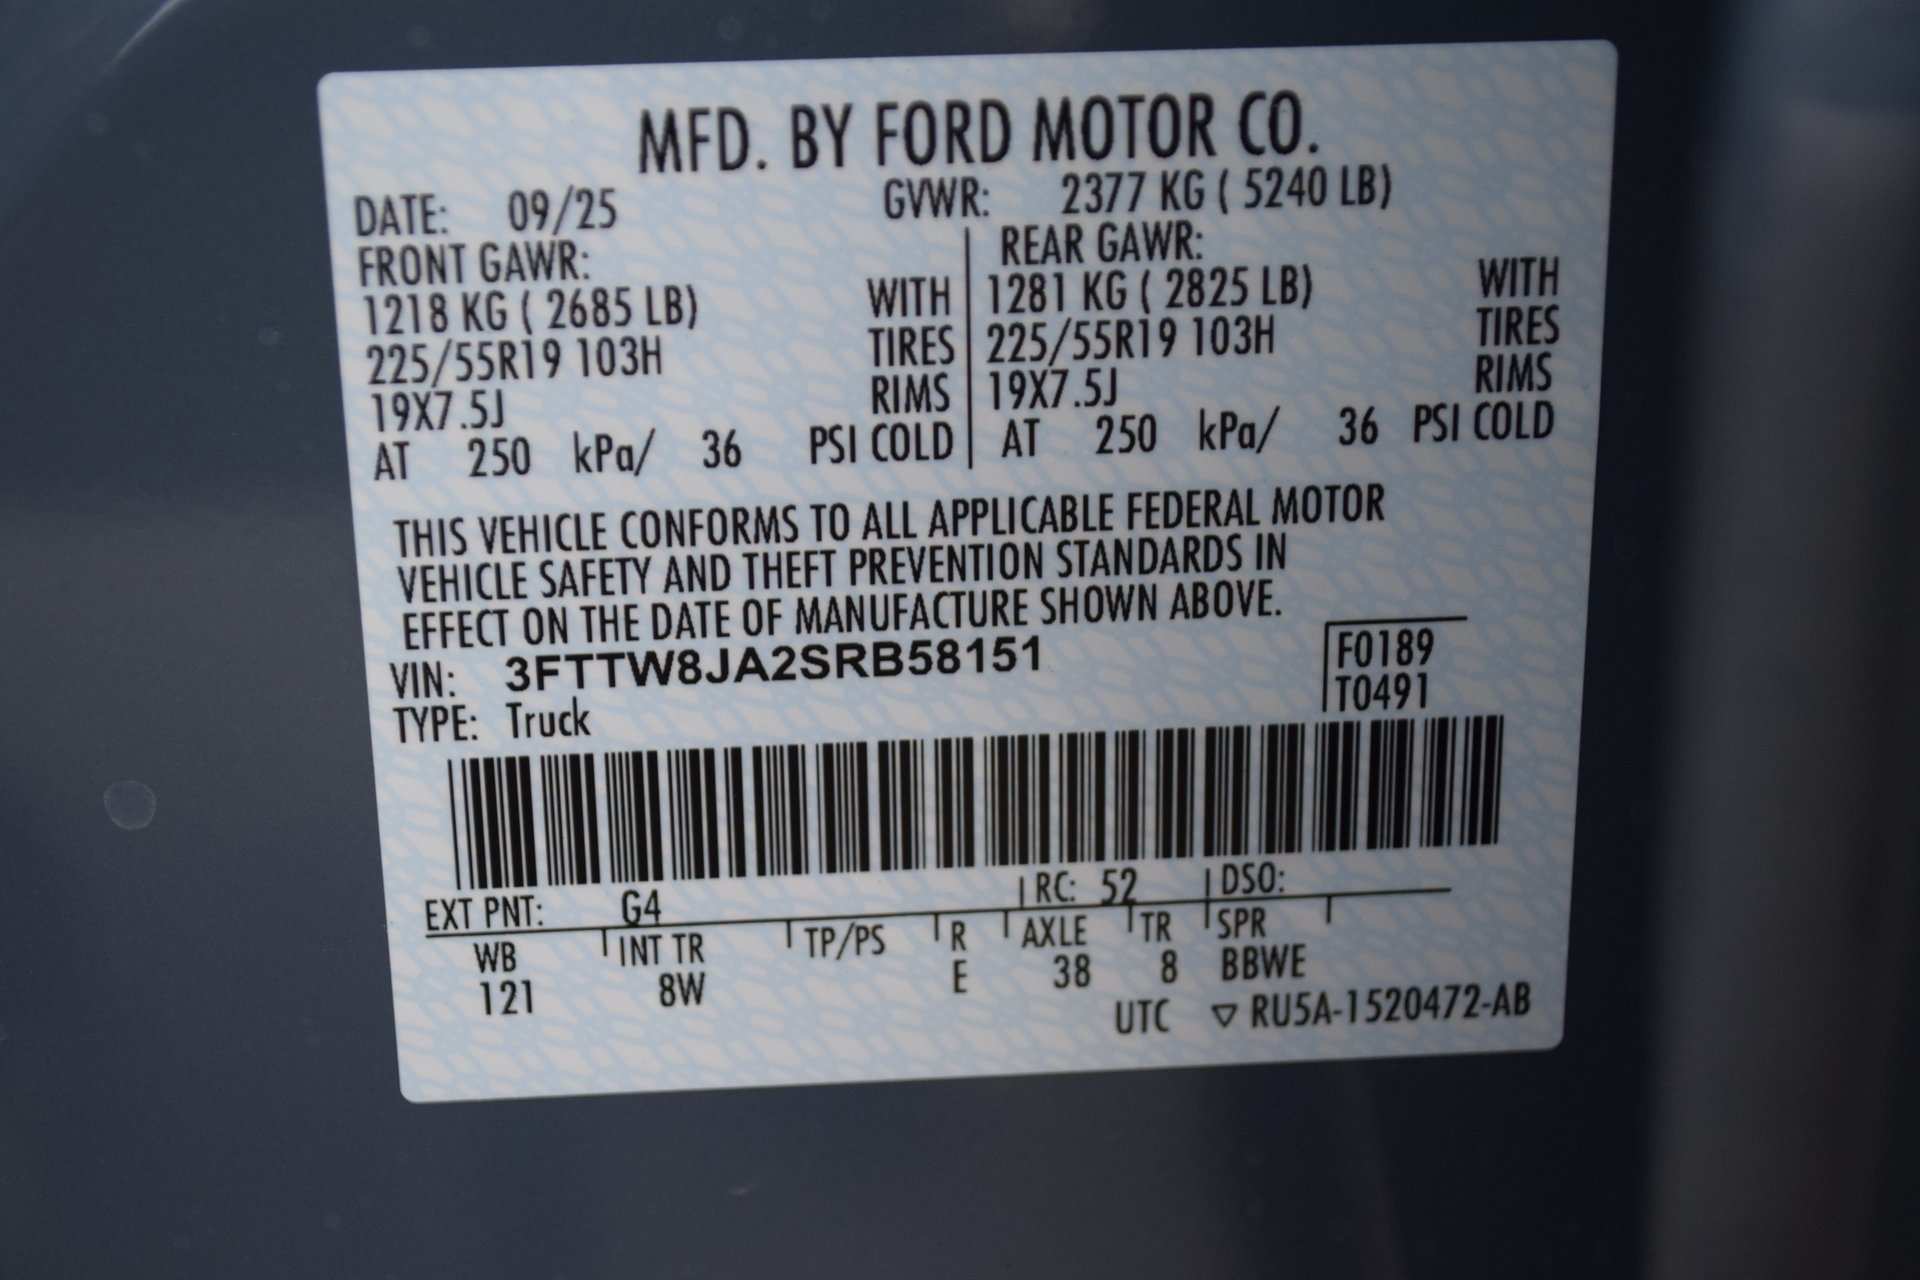 MFD. BY FORD MOTOR CO.
DATE: 09/25 GVWR: 2377 KG ( 5240 LB)
FRONT GAWR: REAR GAWR:
1218 KG ( 2685 LB) WITH 1281 KG ( 2825 LB) WITH
225/55R19 103H TIRES 225/55R19 103H TIRES
19X7.5J RIMS 19X7.5J RIMS
AT 250 kPa/ 36 PSI COLD AT 250 kPa/ 36 PSI COLD
THIS VEHICLE CONFORMS TO ALL APPLICABLE FEDERAL MOTOR
VEHICLE SAFETY AND THEFT PREVENTION STANDARDS IN
EFFECT ON THE DATE OF MANUFACTURE SHOWN ABOVE.
VIN: 3FTTW8JA2SRB58151 F0189
TYPE: Truck T0491
EXT PNT: G4 RC: 52 DSO:
WB INT TR TP/PS R AXLE TR SPR
121 8W E 38 8 BBWE
UTC ▽ RU5A-1520472-AB